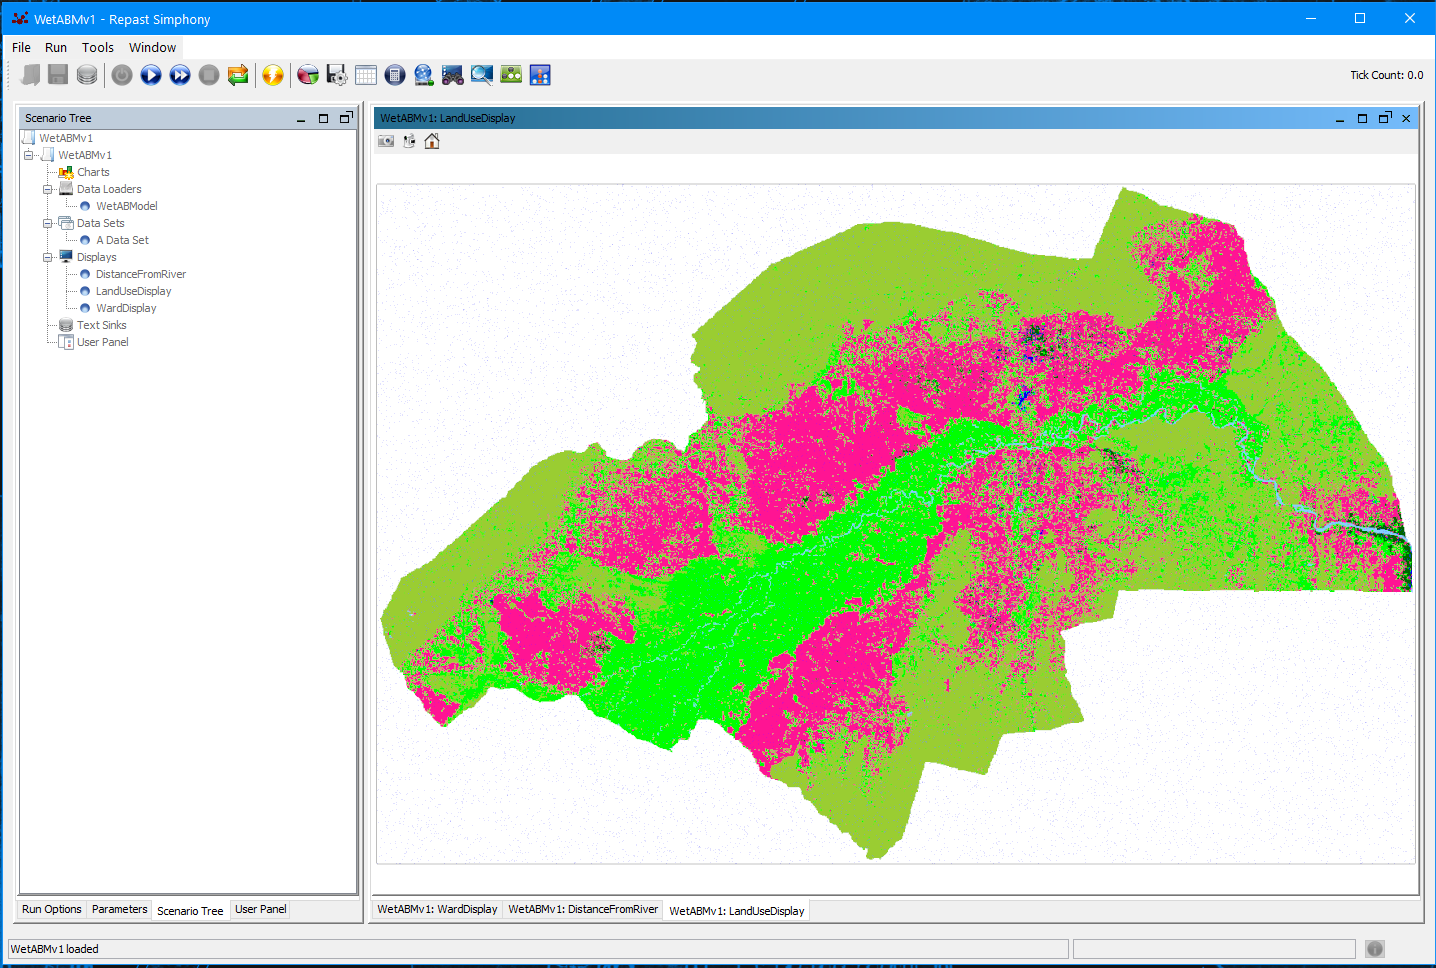 WetABMv1 - Repast Simphony
File Run Tools Window
Tick Count: 0.0
Scenario Tree
WetABMv1
WetABMv1
Charts
Data Loaders
WetABModel
Data Sets
A Data Set
Displays
DistanceFromRiver
LandUseDisplay
WardDisplay
Text Sinks
User Panel
Run Options Parameters Scenario Tree User Panel
WetABMv1: LandUseDisplay
WetABMv1: WardDisplay WetABMv1: DistanceFromRiver WetABMv1: LandUseDisplay
WetABMv1 loaded